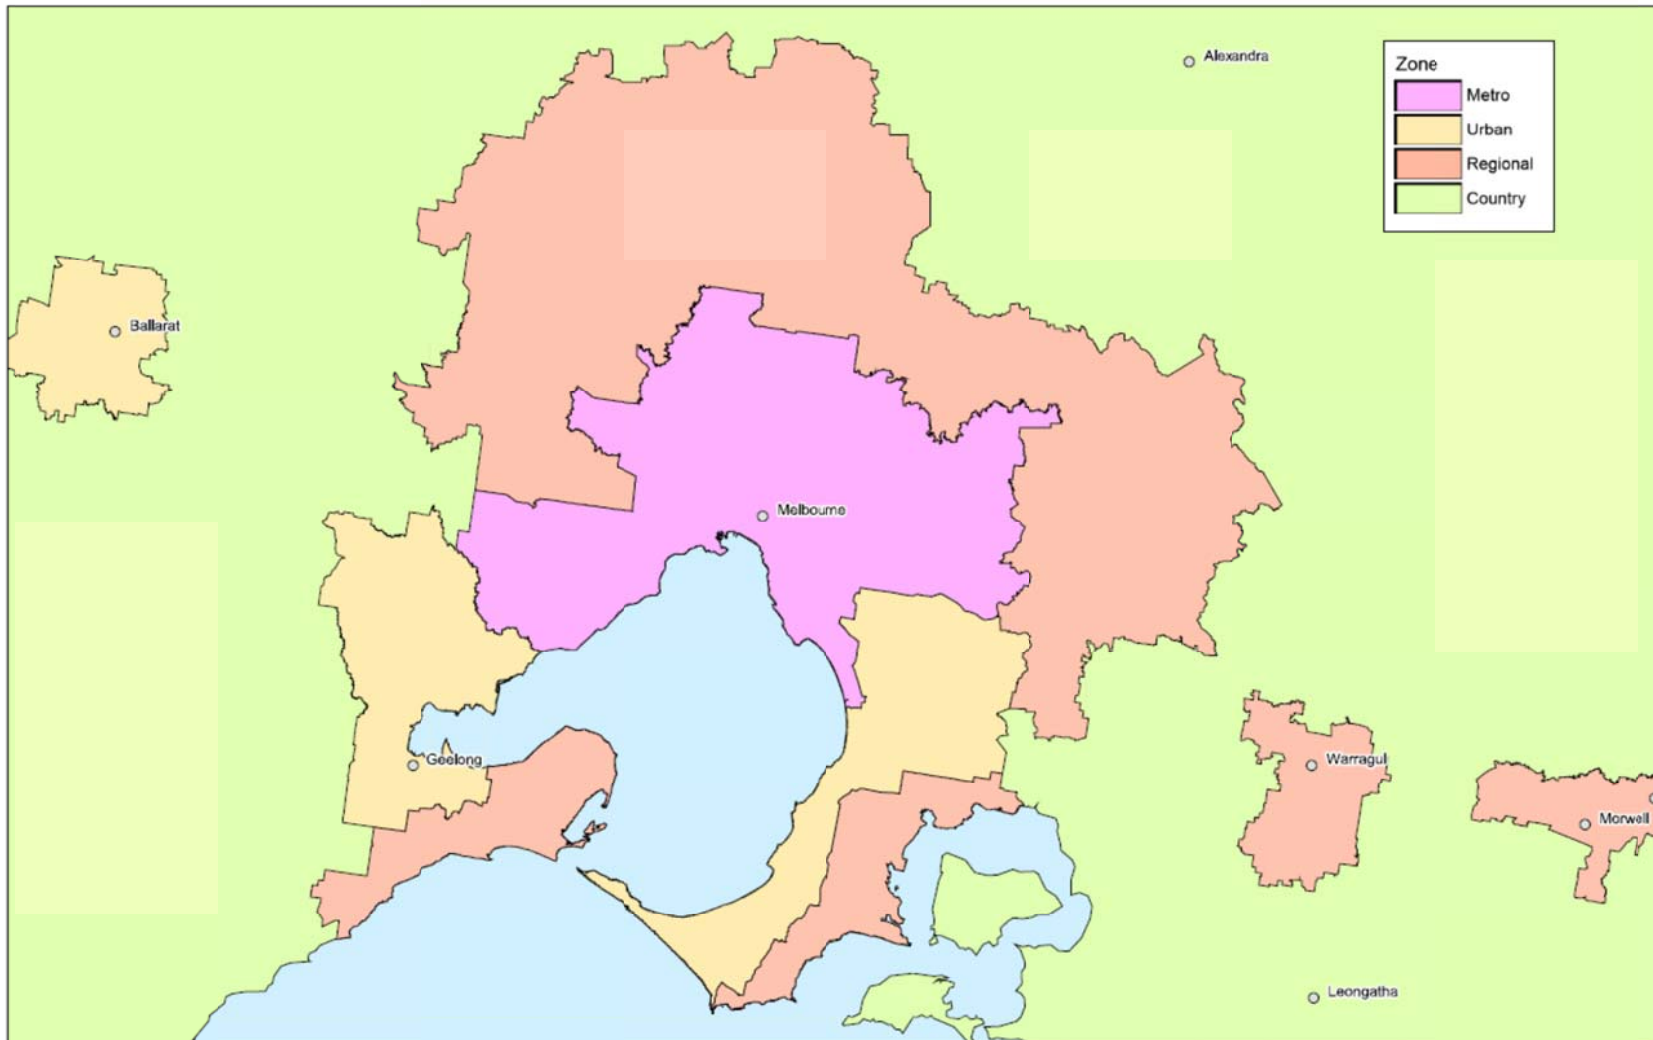 Alexandra
Zone
Metro
Urban
Regional
Country
Ballarat
Melbourne
Geelong
Warragul
Morwell
Leongatha